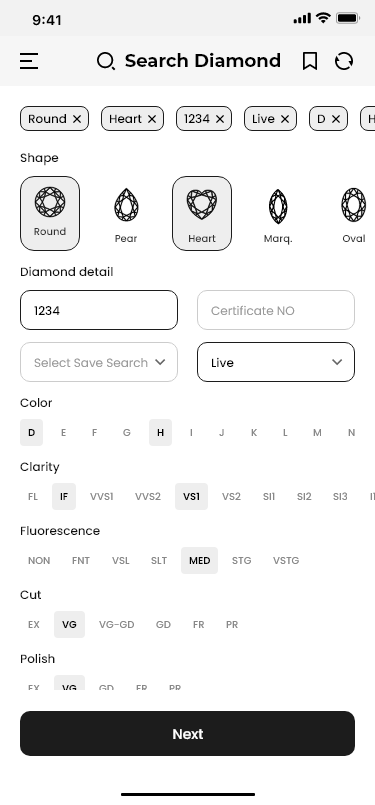 9:41
Search Diamond
Round Heart 1234 Live D H
Shape
Round Pear Heart Marq. Oval
Diamond detail
1234 Certificate NO
Select Save Search Live
Color
D E F G H I J K L M N
Clarity
FL IF VVS1 VVS2 VS1 VS2 SI1 SI2 SI3
Fluorescence
NON FNT VSL SLT MED STG VSTG
Cut
EX VG VG-GD GD FR PR
Polish
EX VG GD FR PR
Next